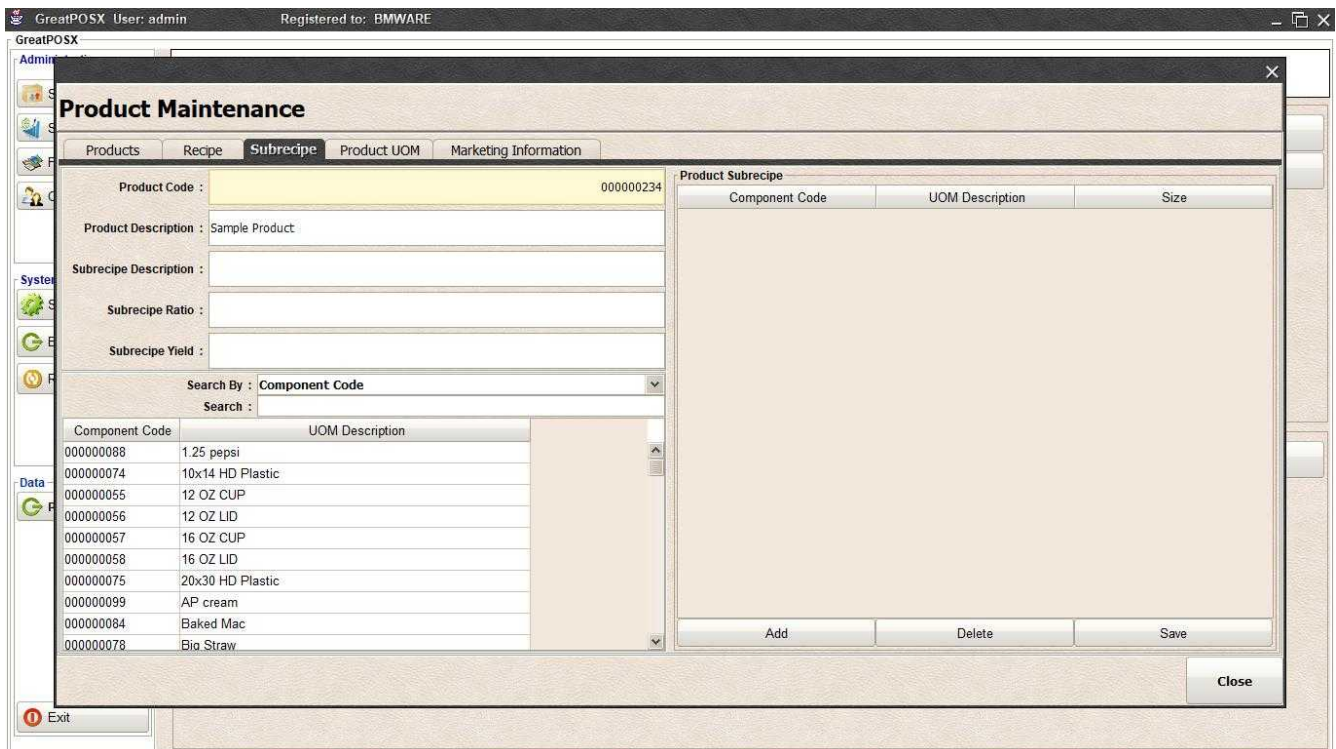 GreatPOSX User: admin Registered to: BMWARE
GreatPOSX
Product Maintenance
Products Recipe Subrecipe Product UOM Marketing Information
Product Code : 000000234
Product Description : Sample Product
Subrecipe Description :
Subrecipe Ratio :
Subrecipe Yield :
Search By : Component Code
Search :
Component Code UOM Description
000000088 1.25 pepsi
000000074 10x14 HD Plastic
000000055 12 OZ CUP
000000056 12 OZ LID
000000057 16 OZ CUP
000000058 16 OZ LID
000000075 20x30 HD Plastic
000000099 AP cream
000000084 Baked Mac
000000078 Big Straw
Product Subrecipe
Component Code UOM Description Size
Add Delete Save
Close
Data
Exit